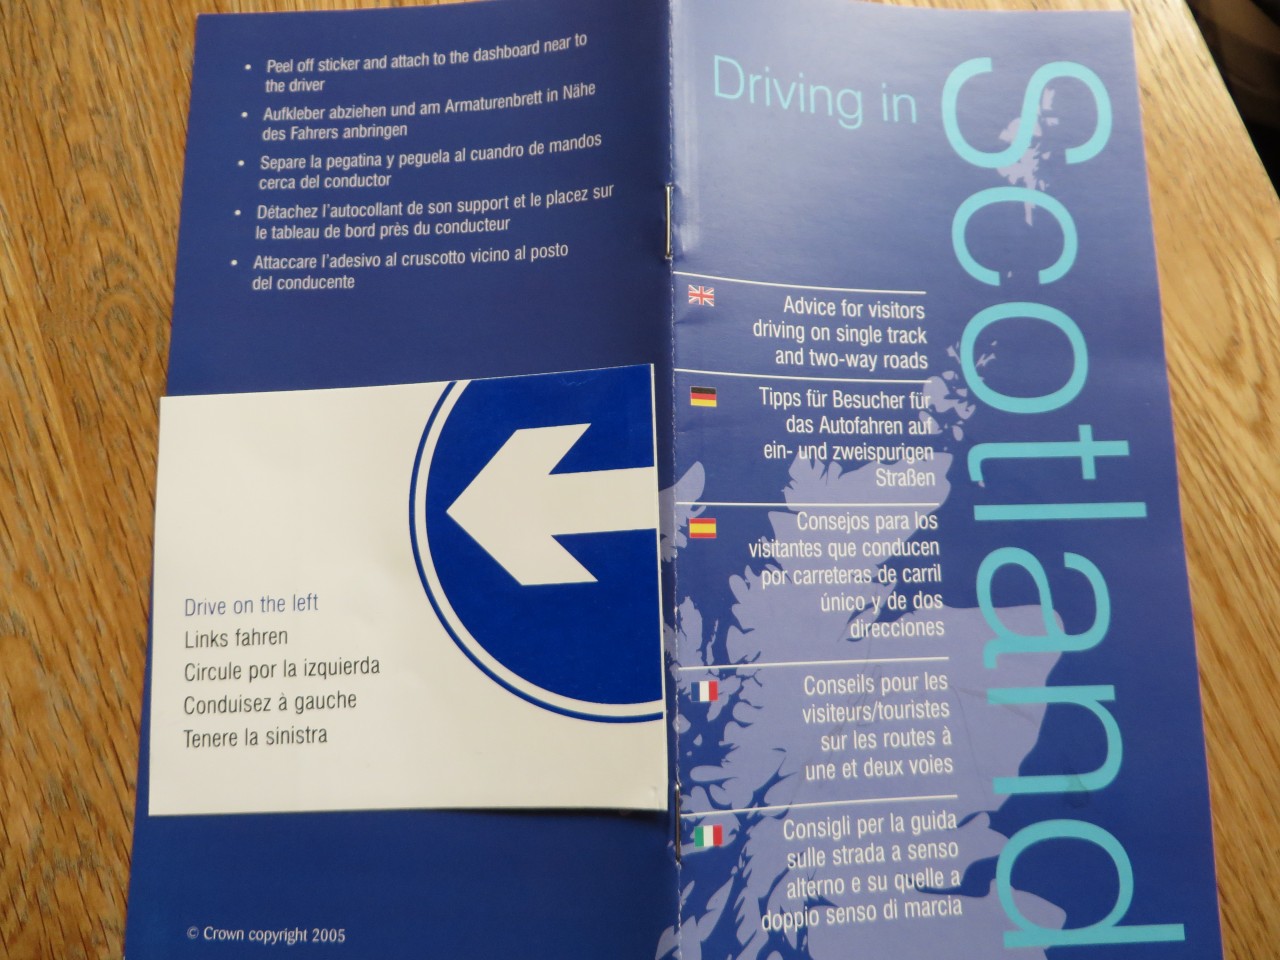 • Peel off sticker and attach to the dashboard near to
the driver
• Aufkleber abziehen und am Armaturenbrett in Nähe
des Fahrers anbringen
• Separe la pegatina y peguela al cuandro de mandos
cerca del conductor
• Détachez l'autocollant de son support et le placez sur
le tableau de bord près du conducteur
• Attaccare l'adesivo al cruscotto vicino al posto
del conducente
Drive on the left
Links fahren
Circule por la izquierda
Conduisez à gauche
Tenere la sinistra
© Crown copyright 2005
Driving in
Scotland
Advice for visitors
driving on single track
and two-way roads
Tipps für Besucher für
das Autofahren auf
ein- und zweispurigen
Straßen
Consejos para los
visitantes que conducen
por carreteras de carril
único y de dos
direcciones
Conseils pour les
visiteurs/touristes
sur les routes à
une et deux voies
Consigli per la guida
sulle strada a senso
alterno e su quelle a
doppio senso di marcia